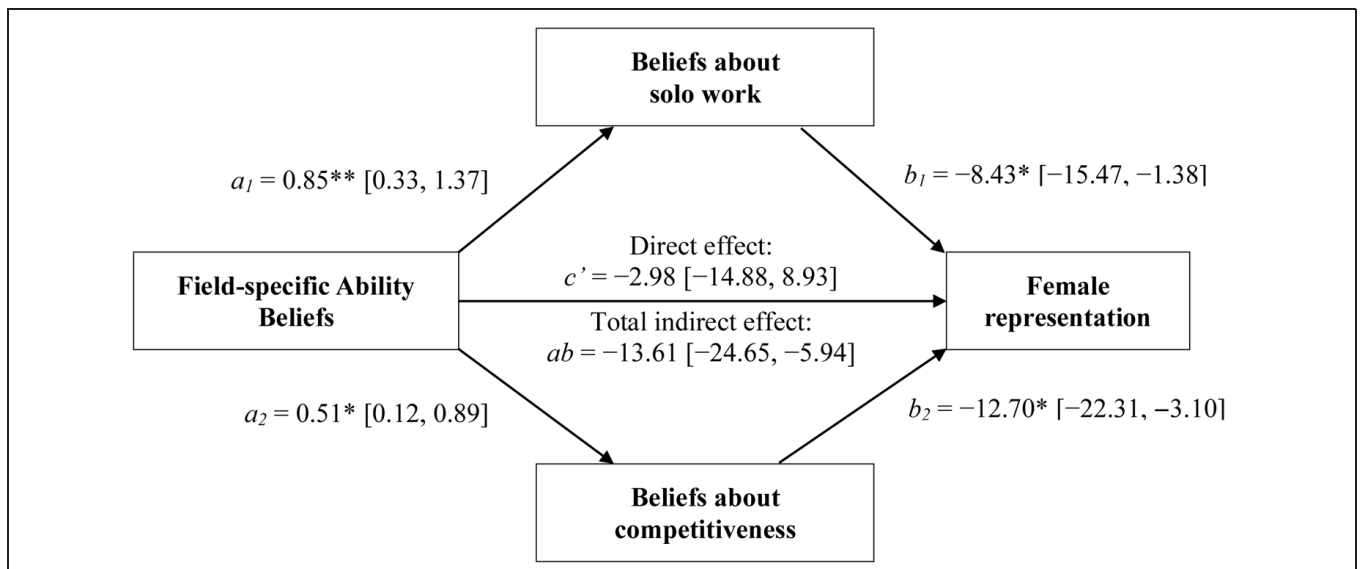 Beliefs about
solo work
a1 = 0.85** [0.33, 1.37]
b1 = −8.43* [−15.47, −1.38]
Field-specific Ability
Beliefs
Direct effect:
c’ = −2.98 [−14.88, 8.93]
Total indirect effect:
ab = −13.61 [−24.65, −5.94]
Female
representation
a2 = 0.51* [0.12, 0.89]
b2 = −12.70* [−22.31, −3.10]
Beliefs about
competitiveness